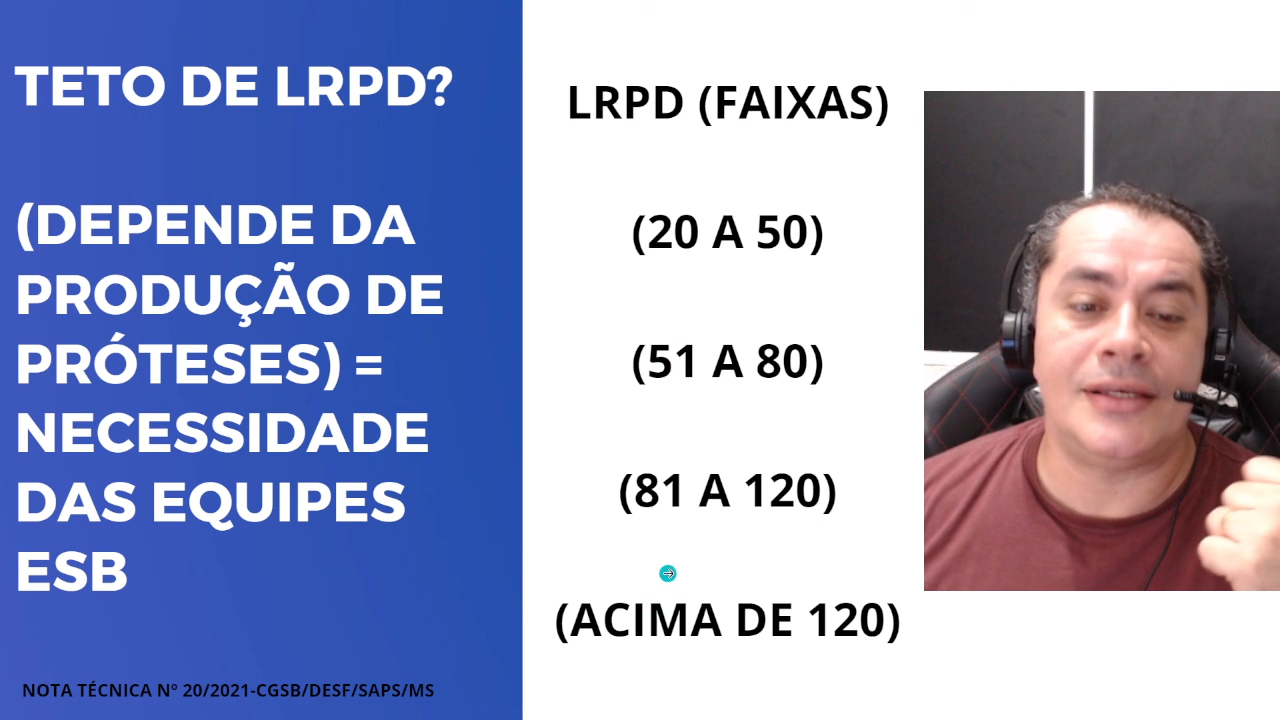 TETO DE LRPD?
(DEPENDE DA
PRODUÇÃO DE
PRÓTESES) =
NECESSIDADE
DAS EQUIPES
ESB
NOTA TÉCNICA Nº 20/2021-CGSB/DESF/SAPS/MS
LRPD (FAIXAS)
(20 A 50)
(51 A 80)
(81 A 120)
(ACIMA DE 120)